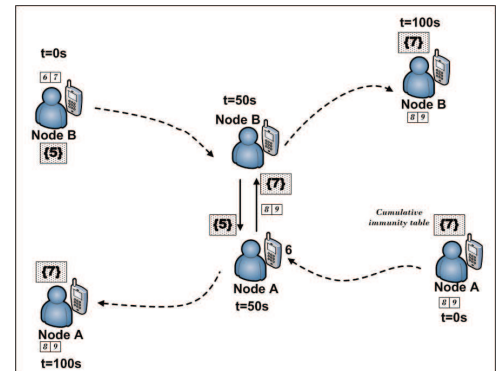 t=0s
6 7
Node B
{5}
t=50s
Node B
t=100s
{7}
Node B
8 9
{5}
{7}
8 9
6
Node A
t=50s
Cumulative
immunity table
{7}
Node A
8 9
t=0s
{7}
Node A
8 9
t=100s